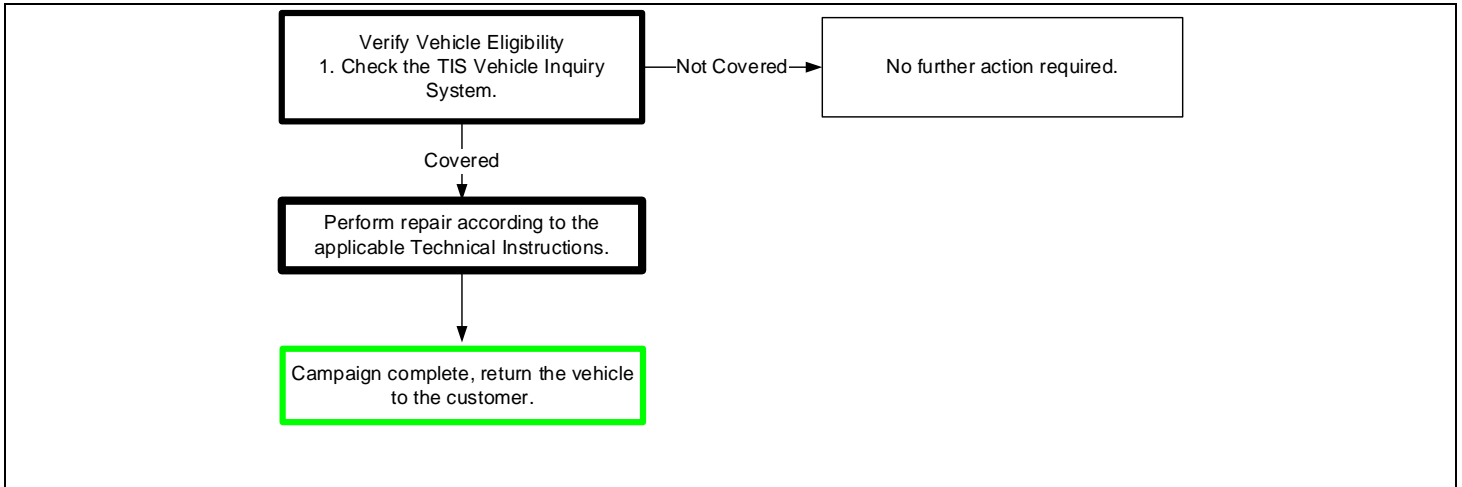 Verify Vehicle Eligibility
1. Check the TIS Vehicle Inquiry
System.
Not Covered
No further action required.
Covered
Perform repair according to the
applicable Technical Instructions.
Campaign complete, return the vehicle
to the customer.